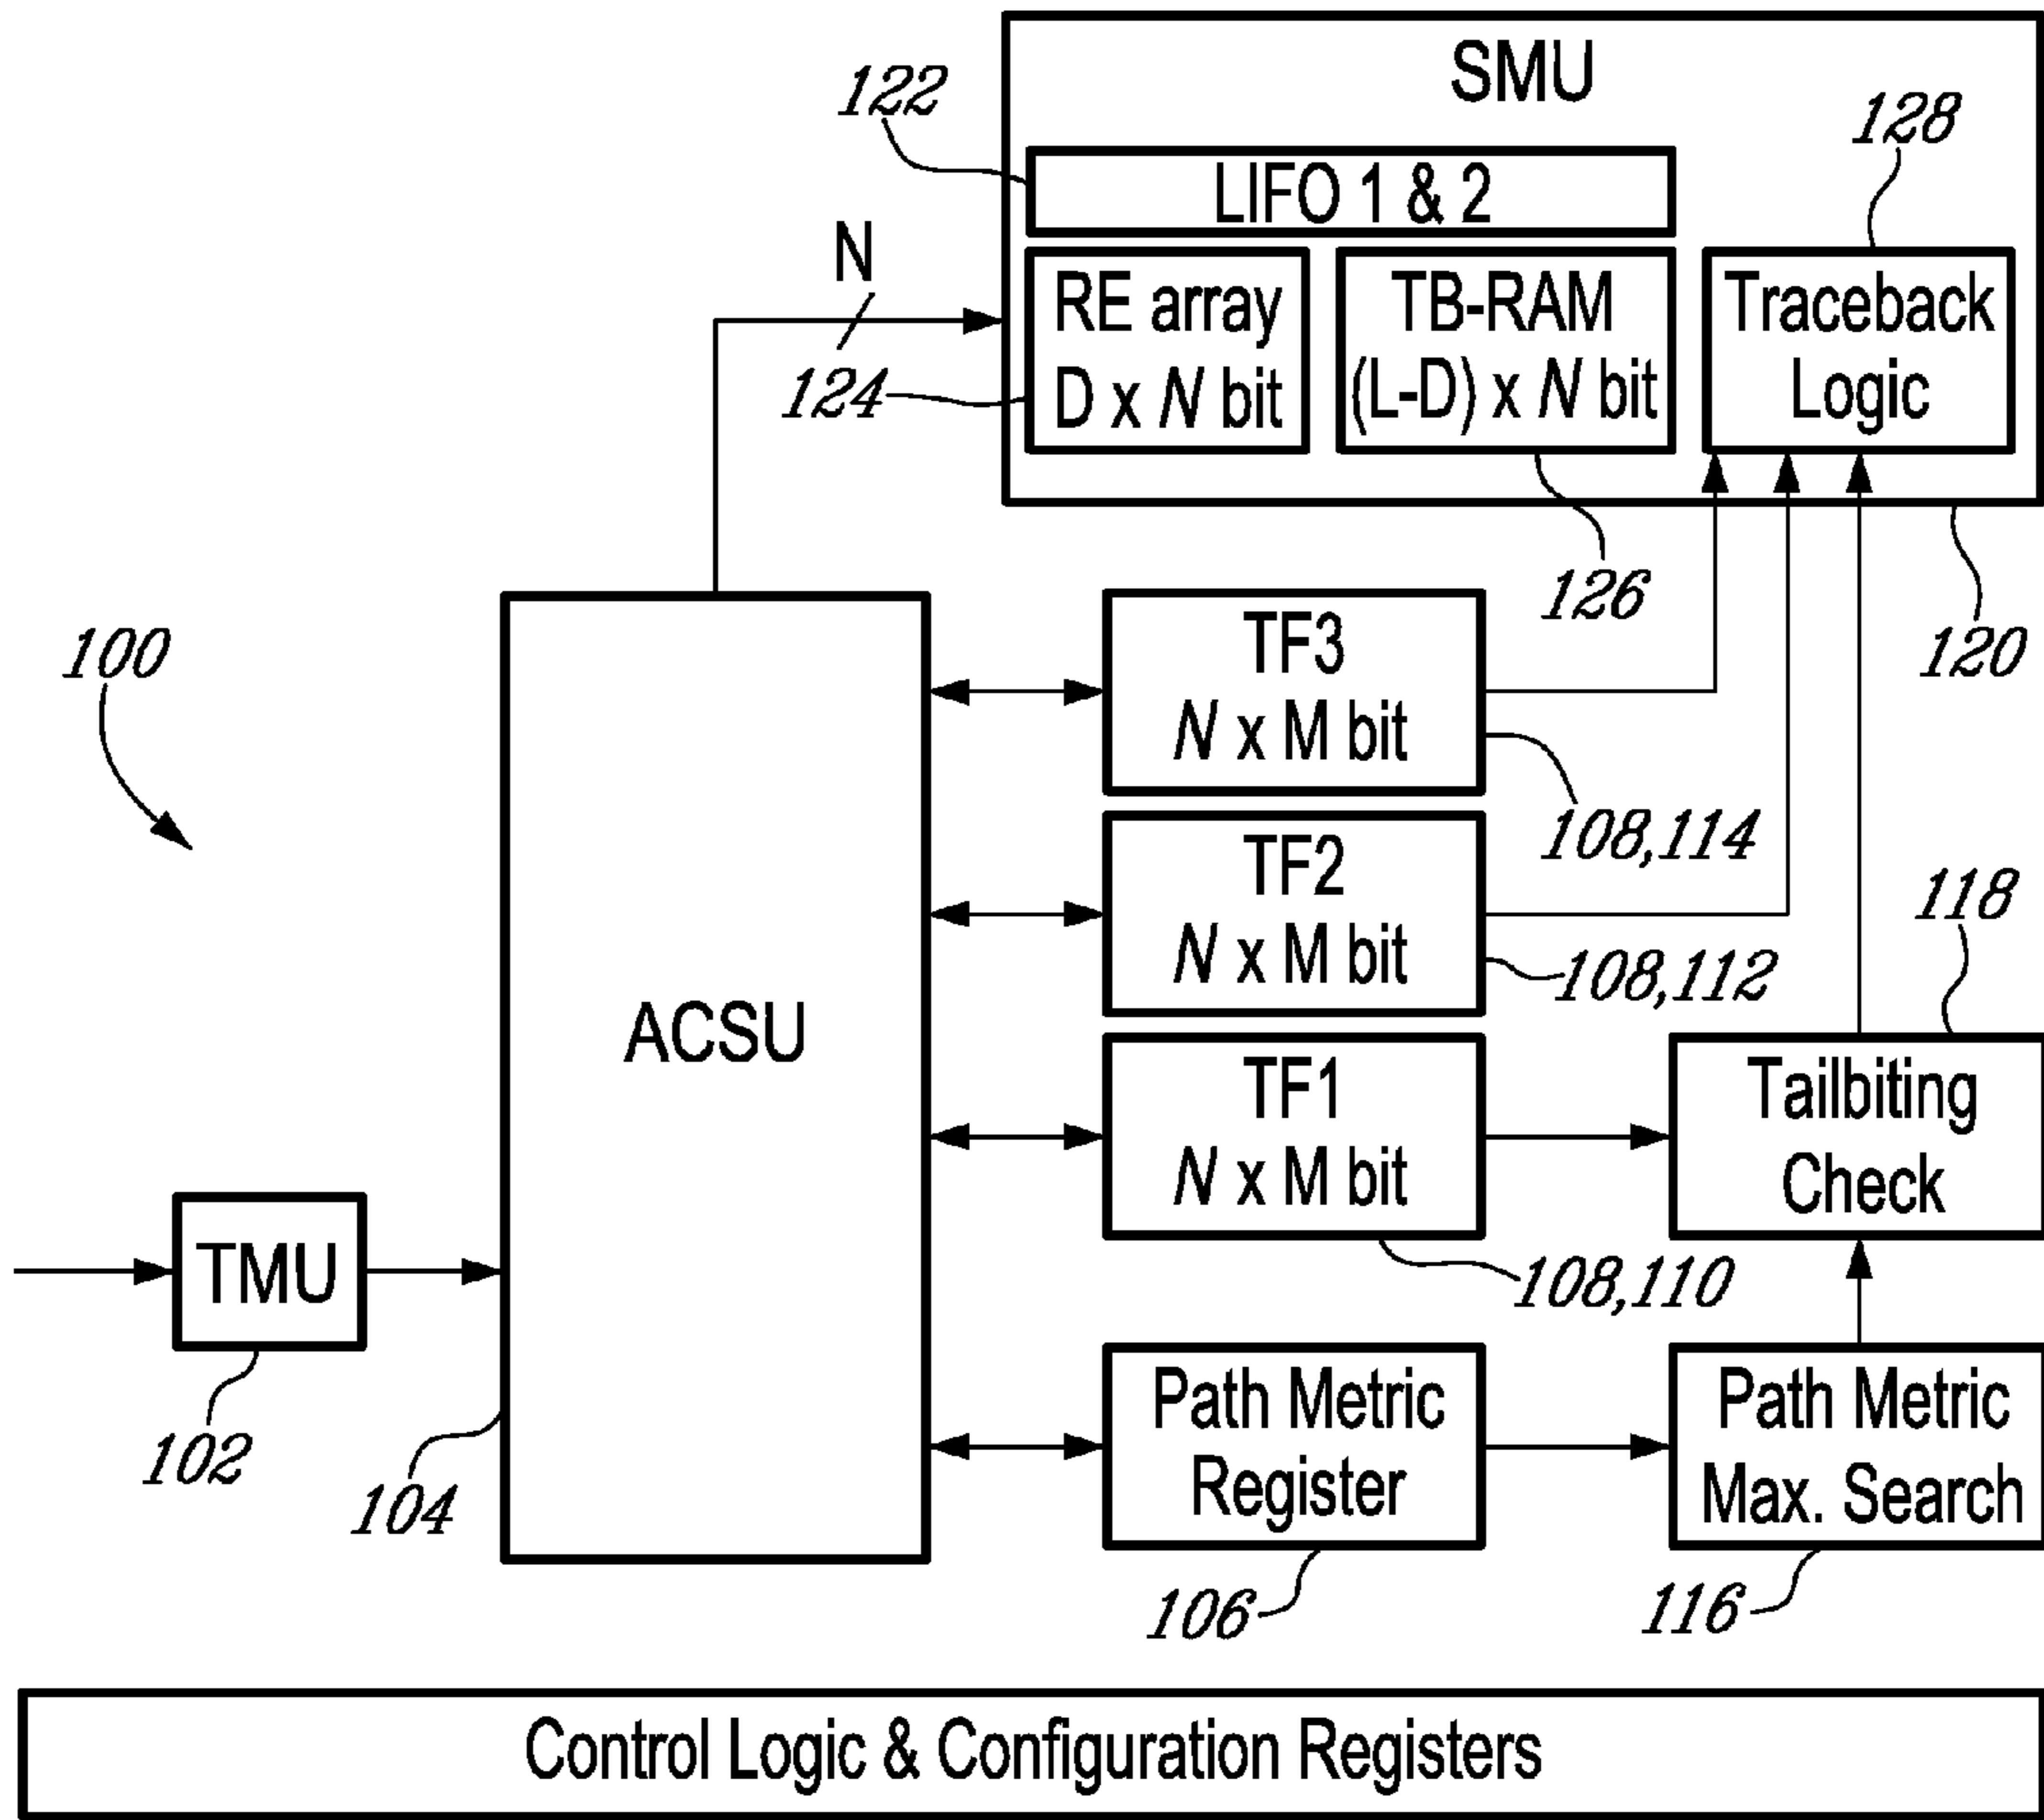 SMU
122
128
LIFO 1 & 2
N
RE array
D x N bit
TB-RAM
(L-D) x N bit
Traceback
Logic
124
126
120
100
TF3
N x M bit
108,114
TF2
N x M bit
108,112
118
ACSU
TF1
N x M bit
108,110
Tailbiting
Check
TMU
102
104
Path Metric
Register
106
Path Metric
Max. Search
116
Control Logic & Configuration Registers